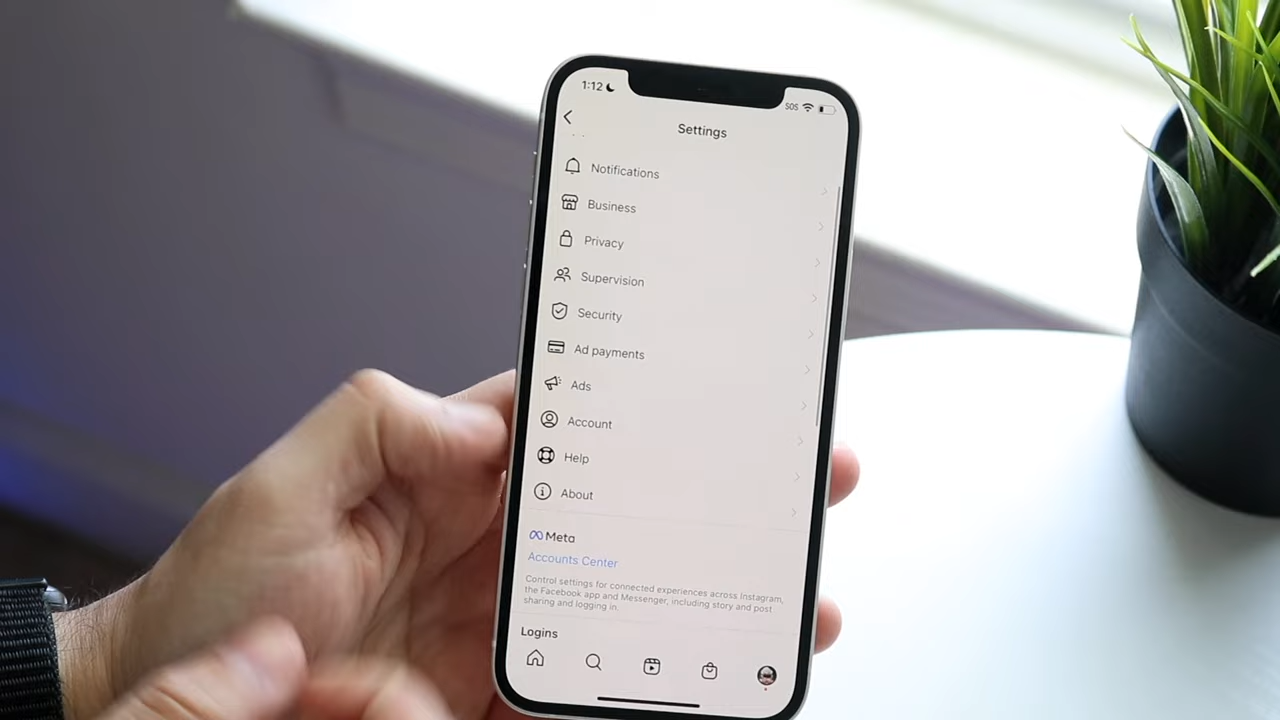 1:12
SOS
Settings
Notifications
Business
Privacy
Supervision
Security
Ad payments
Ads
Account
Help
About
Meta
Accounts Center
Control settings for connected experiences across Instagram,
the Facebook app and Messenger, including story and post
sharing and logging in.
Logins